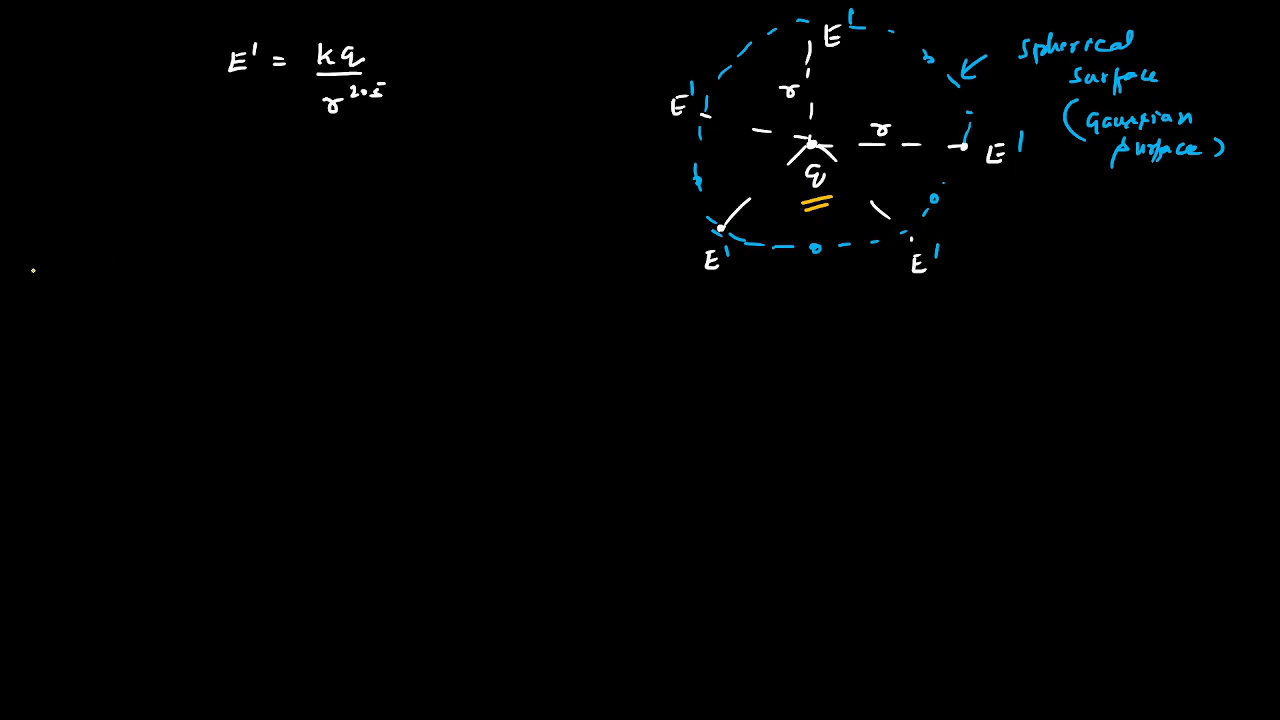 E' = kq / r^2.5
E'
spherical
surface
(Gaussian
surface)
E'
r
r
E'
q
E'
E'